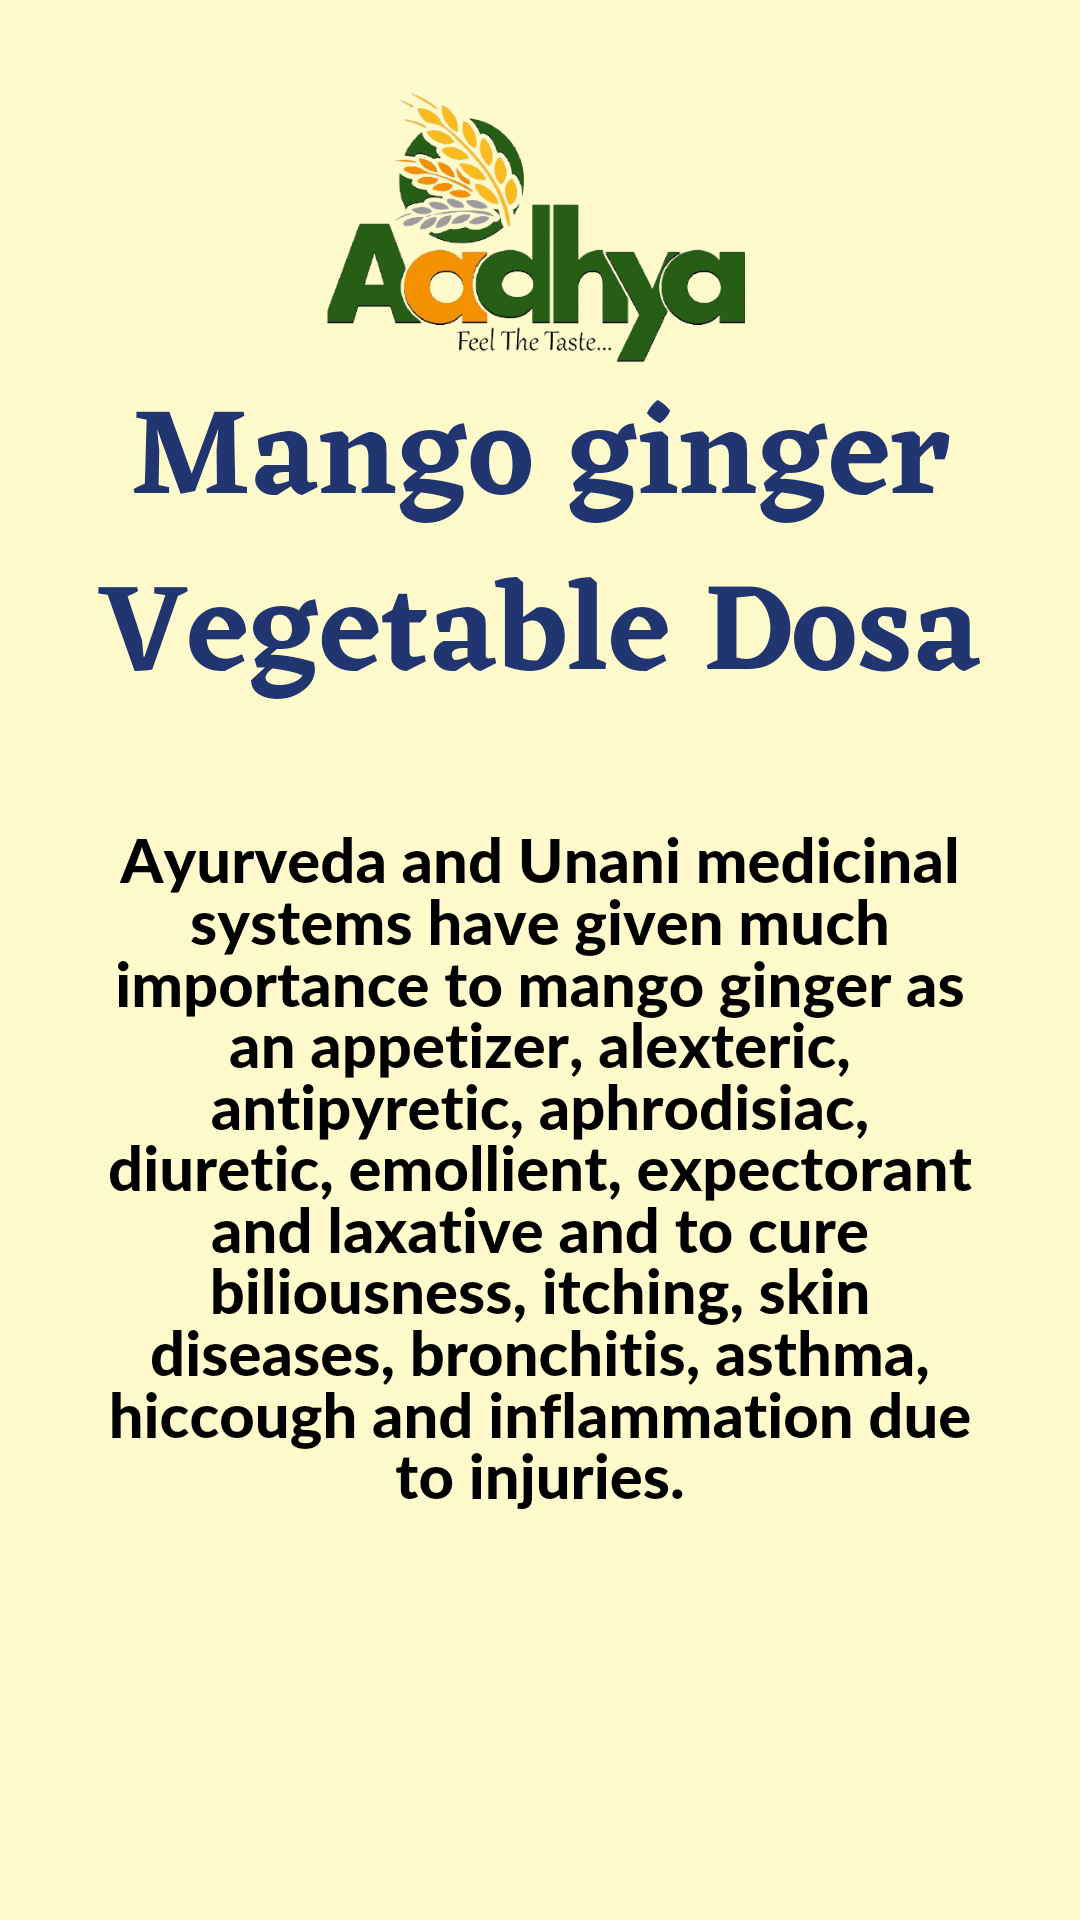 Aadhya
Feel The Taste...
Mango ginger
Vegetable Dosa
Ayurveda and Unani medicinal
systems have given much
importance to mango ginger as
an appetizer, alexteric,
antipyretic, aphrodisiac,
diuretic, emollient, expectorant
and laxative and to cure
biliousness, itching, skin
diseases, bronchitis, asthma,
hiccough and inflammation due
to injuries.